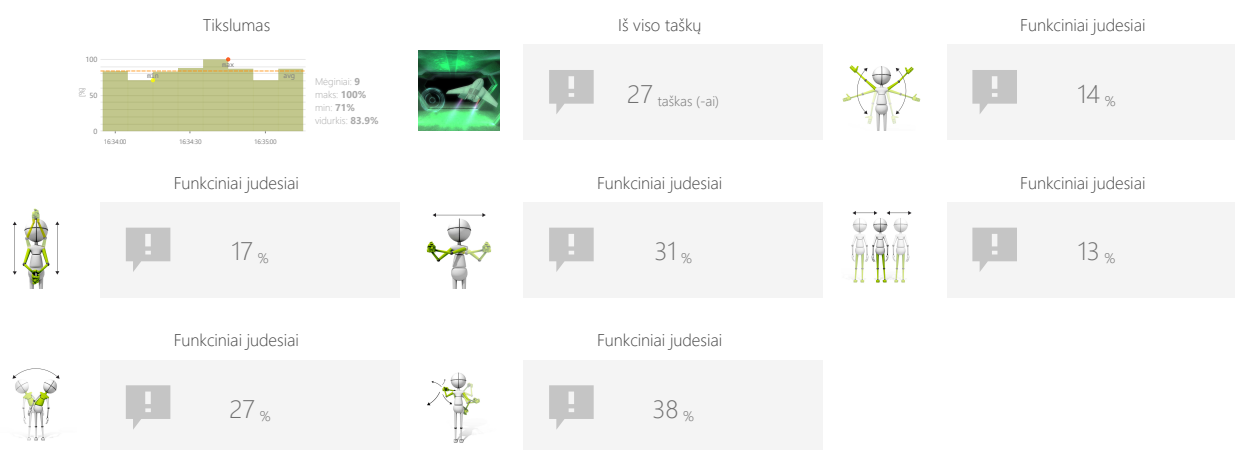 Tikslumas
100
50
0
[%]
min
max
avg
16:34:00
16:34:30
16:35:00
Mėginiai: 9
maks: 100%
min: 71%
vidurkis: 83.9%
Iš viso taškų
27 taškas (-ai)
Funkciniai judesiai
14 %
Funkciniai judesiai
17 %
Funkciniai judesiai
31 %
Funkciniai judesiai
13 %
Funkciniai judesiai
27 %
Funkciniai judesiai
38 %